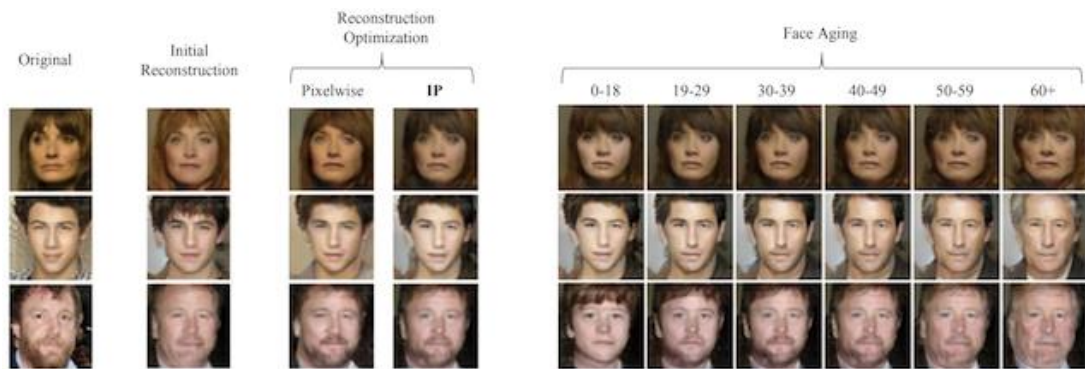 Original
Initial
Reconstruction
Reconstruction
Optimization
Pixelwise
IP
Face Aging
0-18
19-29
30-39
40-49
50-59
60+